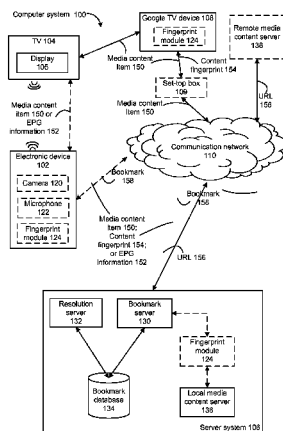 Computer system 100
TV 104
Display
106
Google TV device 108
Fingerprint
module 124
Media content
item 150
Content
fingerprint 154
Set-top box
109
Media content
item 150
Remote media
content server
138
URL
156
Media content
item 150 or
EPG
information 152
Electronic device
102
Camera 120
Microphone
122
Fingerprint
module 124
Communication network
110
Bookmark
158
Bookmark
158
Media content
item 150;
Content
fingerprint 154;
or EPG
information 152
URL 156
Resolution
server
132
Bookmark
server
130
Bookmark
database
134
Fingerprint
module
124
Local media
content server
136
Server system 108